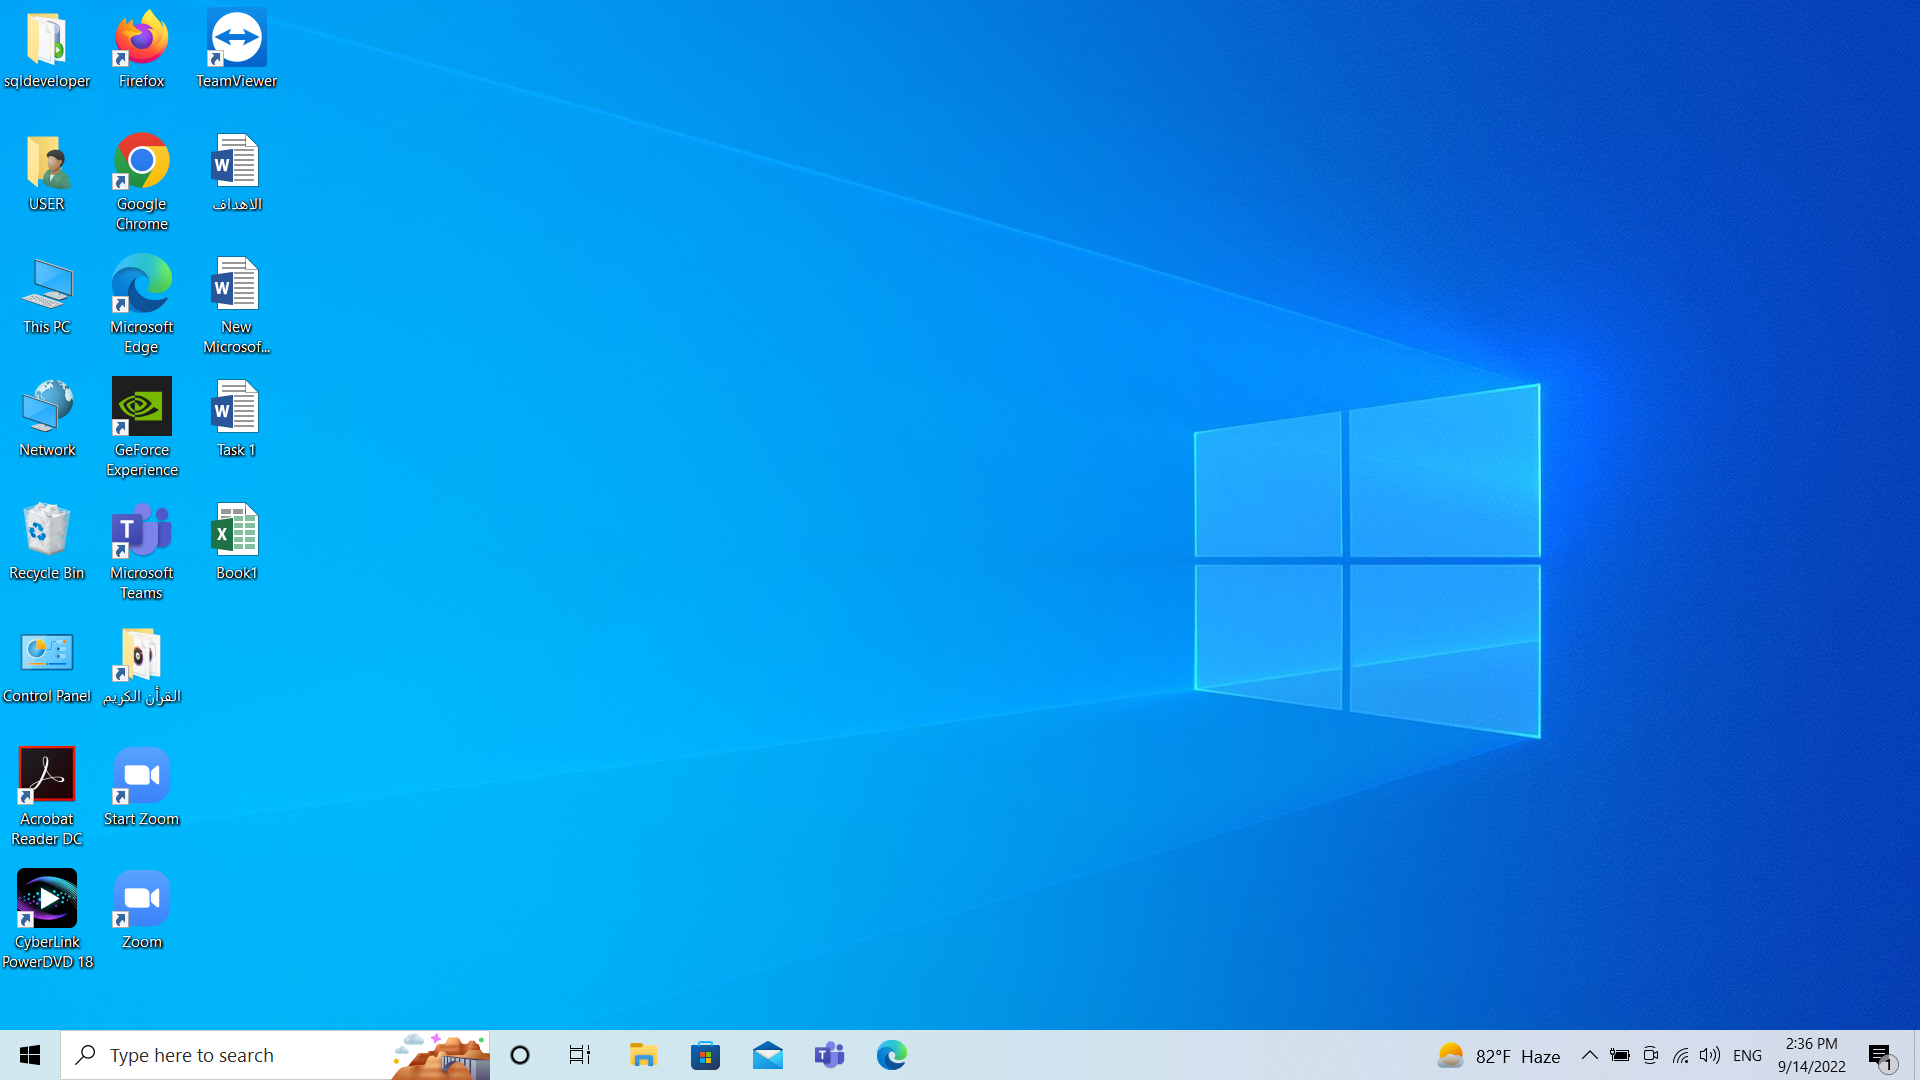 sqldeveloper
Firefox
TeamViewer
USER
Google
Chrome
الاهداف
This PC
Microsoft
Edge
New
Microsof...
Network
GeForce
Experience
Task 1
Recycle Bin
Microsoft
Teams
Book1
Control Panel
القرأن الكريم
Acrobat
Reader DC
Start Zoom
CyberLink
PowerDVD 18
Zoom
Type here to search
82°F Haze
ENG
2:36 PM
9/14/2022
1